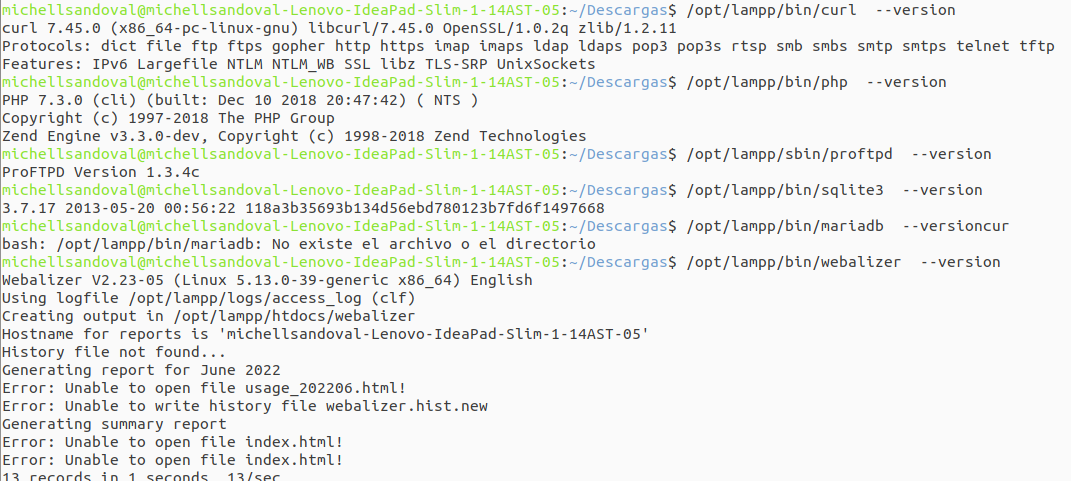 michellsandoval@michellsandoval-Lenovo-IdeaPad-Slim-1-14AST-05:~/Descargas$ /opt/lampp/bin/curl  --version
curl 7.45.0 (x86_64-pc-linux-gnu) libcurl/7.45.0 OpenSSL/1.0.2q zlib/1.2.11
Protocols: dict file ftp ftps gopher http https imap imaps ldap ldaps pop3 pop3s rtsp smb smbs smtp smtps telnet tftp
Features: IPv6 Largefile NTLM NTLM_WB SSL libz TLS-SRP UnixSockets
michellsandoval@michellsandoval-Lenovo-IdeaPad-Slim-1-14AST-05:~/Descargas$ /opt/lampp/bin/php  --version
PHP 7.3.0 (cli) (built: Dec 10 2018 20:47:42) ( NTS )
Copyright (c) 1997-2018 The PHP Group
Zend Engine v3.3.0-dev, Copyright (c) 1998-2018 Zend Technologies
michellsandoval@michellsandoval-Lenovo-IdeaPad-Slim-1-14AST-05:~/Descargas$ /opt/lampp/sbin/proftpd  --version
ProFTPD Version 1.3.4c
michellsandoval@michellsandoval-Lenovo-IdeaPad-Slim-1-14AST-05:~/Descargas$ /opt/lampp/bin/sqlite3  --version
3.7.17 2013-05-20 00:56:22 118a3b35693b134d56ebd780123b7fd6f1497668
michellsandoval@michellsandoval-Lenovo-IdeaPad-Slim-1-14AST-05:~/Descargas$ /opt/lampp/bin/mariadb  --versioncur
bash: /opt/lampp/bin/mariadb: No existe el archivo o el directorio
michellsandoval@michellsandoval-Lenovo-IdeaPad-Slim-1-14AST-05:~/Descargas$ /opt/lampp/bin/webalizer  --version
Webalizer V2.23-05 (Linux 5.13.0-39-generic x86_64) English
Using logfile /opt/lampp/logs/access_log (clf)
Creating output in /opt/lampp/htdocs/webalizer
Hostname for reports is 'michellsandoval-Lenovo-IdeaPad-Slim-1-14AST-05'
History file not found...
Generating report for June 2022
Error: Unable to open file usage_202206.html!
Error: Unable to write history file webalizer.hist.new
Generating summary report
Error: Unable to open file index.html!
Error: Unable to open file index.html!
13 records in 1 seconds, 13/sec